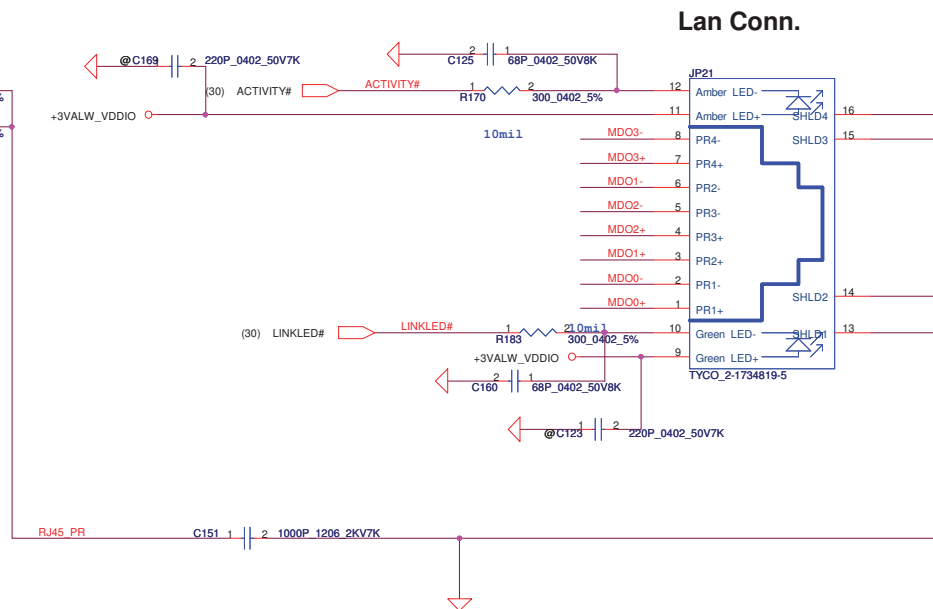 Lan Conn.
@C169 1 2 220P_0402_50V7K
2 1
C125 68P_0402_50V8K
JP21
(30) ACTIVITY# ACTIVITY# 1 2 12 Amber LED-
R170 300_0402_5%
+3VALW_VDDIO 11 Amber LED+ SHLD4 16
10mil MDO3- 8 PR4- SHLD3 15
MDO3+ 7 PR4+
MDO1- 6 PR2-
MDO2- 5 PR3-
MDO2+ 4 PR3+
MDO1+ 3 PR2+
MDO0- 2 PR1- SHLD2 14
MDO0+ 1 PR1+
(30) LINKLED# LINKLED# 1 2 10mil 10 Green LED- SHLD1 13
R183 300_0402_5%
+3VALW_VDDIO 9 Green LED+
TYCO_2-1734819-5
2 1
C160 68P_0402_50V8K
@C123 1 2 220P_0402_50V7K
RJ45_PR C151 1 2 1000P_1206_2KV7K